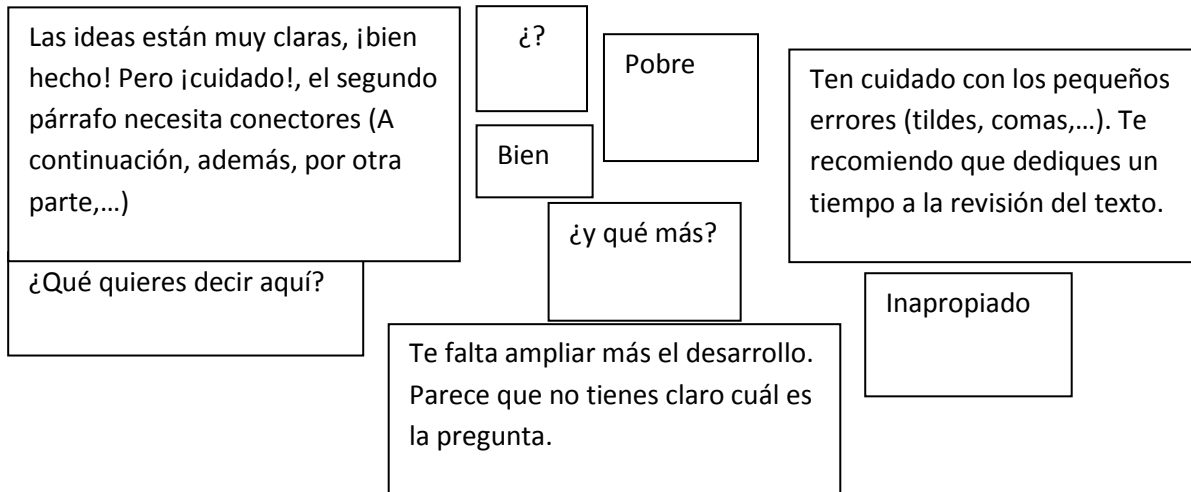 Las ideas están muy claras, ¡bien
hecho! Pero ¡cuidado!, el segundo
párrafo necesita conectores (A
continuación, además, por otra
parte,…)
¿?
Pobre
Bien
Ten cuidado con los pequeños
errores (tildes, comas,…). Te
recomiendo que dediques un
tiempo a la revisión del texto.
¿y qué más?
¿Qué quieres decir aquí?
Inapropiado
Te falta ampliar más el desarrollo.
Parece que no tienes claro cuál es
la pregunta.